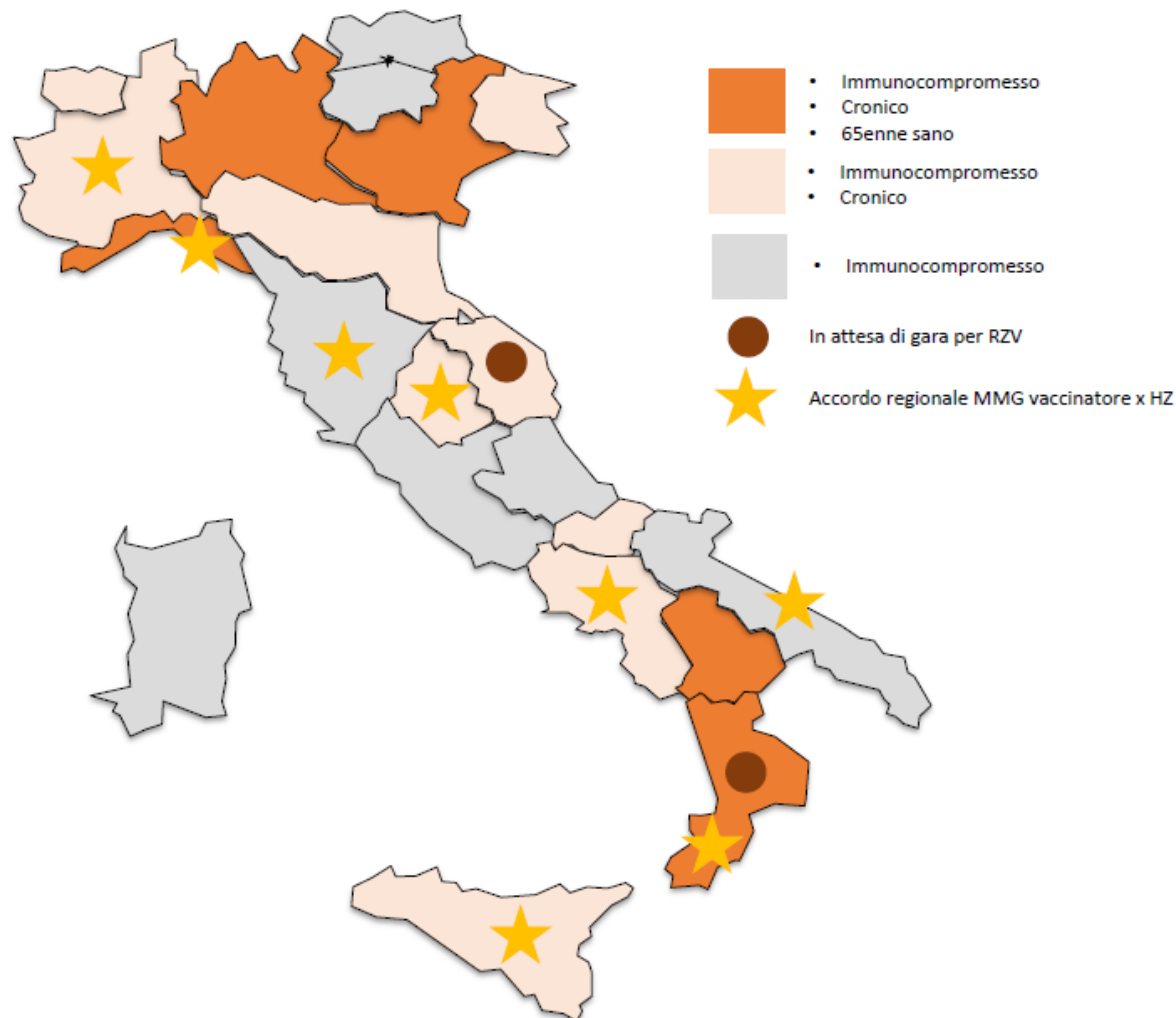 • Immunocompromesso
• Cronico
• 65enne sano
• Immunocompromesso
• Cronico
• Immunocompromesso
In attesa di gara per RZV
Accordo regionale MMG vaccinatore x HZ